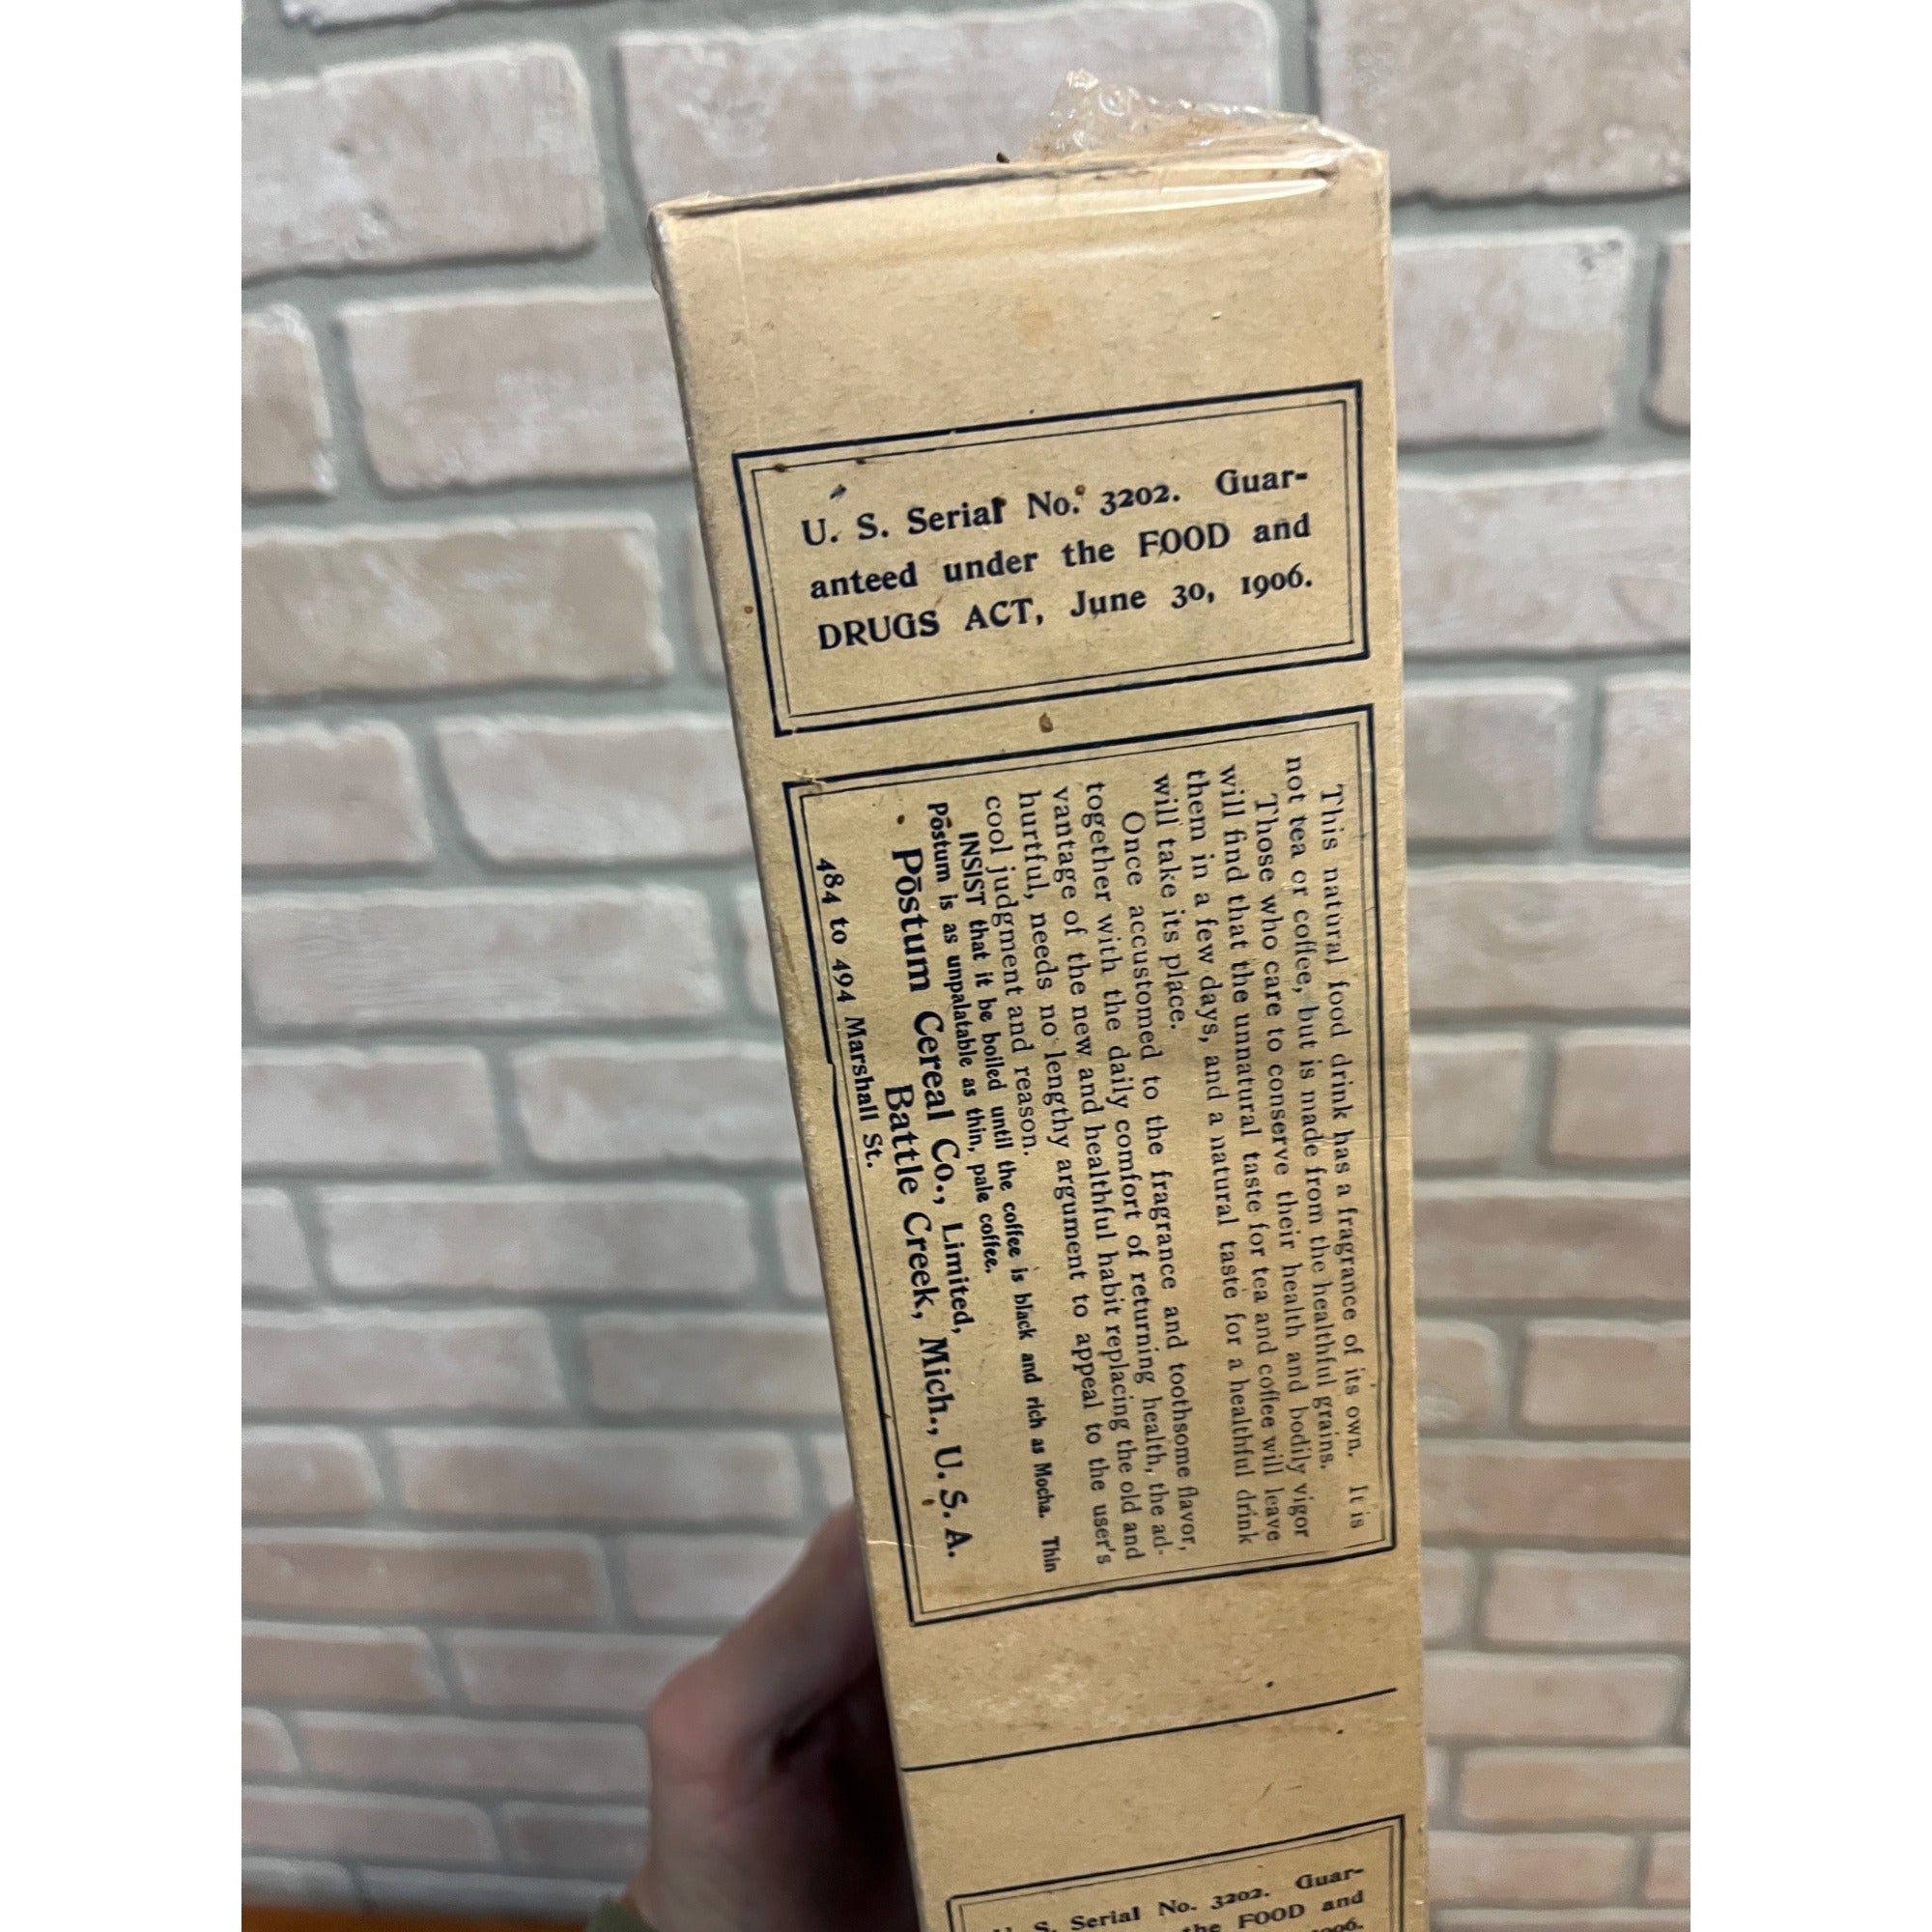 U. S. Serial No. 3202. Guar-
anteed under the FOOD and
DRUGS ACT, June 30, 1906.
This natural food drink has a fragrance of its own. It is
not tea or coffee, but is made from the healthful grains.
Those who care to conserve their health and bodily vigor
will find that the unnatural taste for tea and coffee will leave
them in a few days, and a natural taste for a healthful drink
will take its place.
Once accustomed to the fragrance and toothsome flavor,
together with the daily comfort of returning health, the ad-
vantage of the new and healthful habit replacing the old and
hurtful, needs no lengthy argument to appeal to the user's
cool judgment and reason.
INSIST that it be boiled until the coffee is black and rich as Mocha. Thin
Pōstum is as unpalatable as thin, pale coffee.
Pōstum Cereal Co., Limited,
Battle Creek, Mich., U. S. A.
484 to 494 Marshall St.
S. Serial No. 3202. Guar-
the FOOD and
1906.